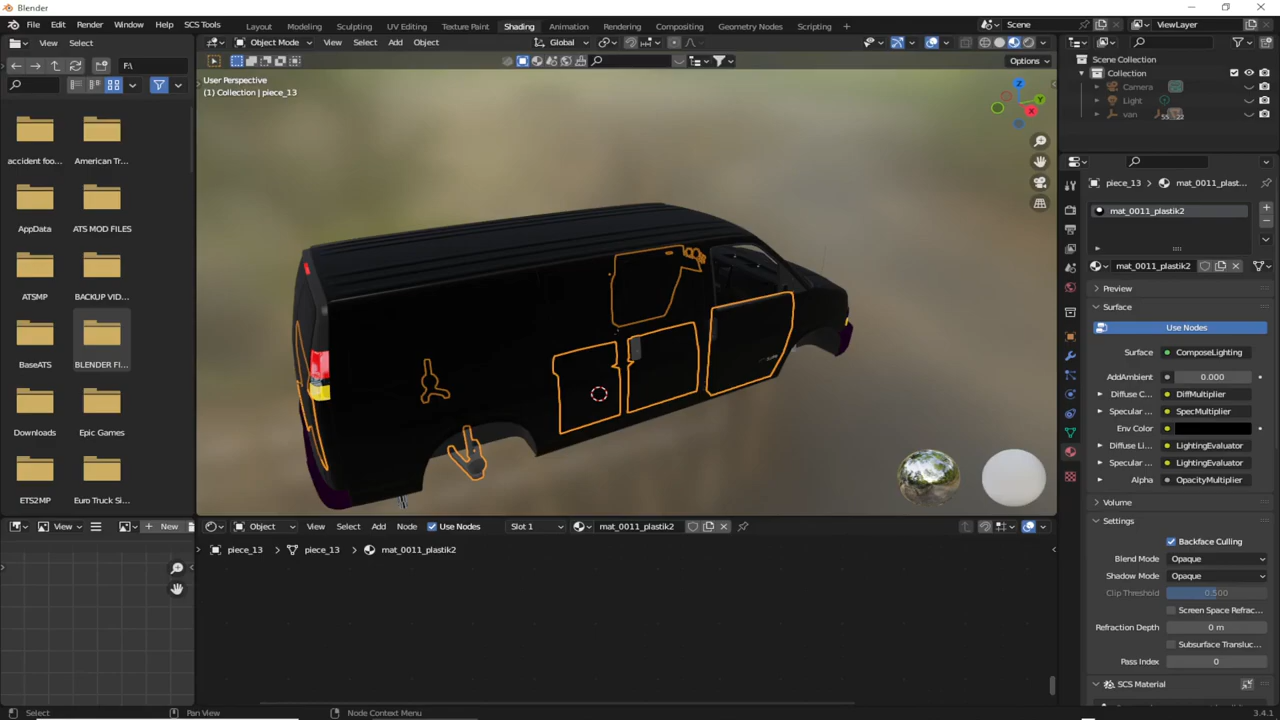 Blender
File Edit Render Window Help SCS Tools Layout Modeling Sculpting UV Editing Texture Paint Shading Animation Rendering Compositing Geometry Nodes Scripting + Scene ViewLayer
View Select Object Mode View Select Add Object Global
F:\ Options
User Perspective
(1) Collection | piece_13
Z
Y
X
Scene Collection
Collection
Camera
Light
van
accident foo... American Tr...
AppData ATS MOD FILES
ATSMP BACKUP VID...
BaseATS BLENDER FI...
Downloads Epic Games
ETS2MP Euro Truck Si...
piece_13 mat_0011_plast...
mat_0011_plastik2
mat_0011_plastik2
Preview
Surface
Use Nodes
Surface ComposeLighting
AddAmbient 0.000
Diffuse C... DiffMultiplier
Specular ... SpecMultiplier
Env Color
Diffuse Li... LightingEvaluator
Specular ... LightingEvaluator
Alpha OpacityMultiplier
Volume
Settings
Backface Culling
Blend Mode Opaque
Shadow Mode Opaque
Clip Threshold 0.500
Screen Space Refrac...
Refraction Depth 0 m
Subsurface Transluc...
Pass Index 0
SCS Material
View New Object View Select Add Node Use Nodes Slot 1 mat_0011_plastik2
piece_13 piece_13 mat_0011_plastik2
Select Pan View Node Context Menu 3.4.1